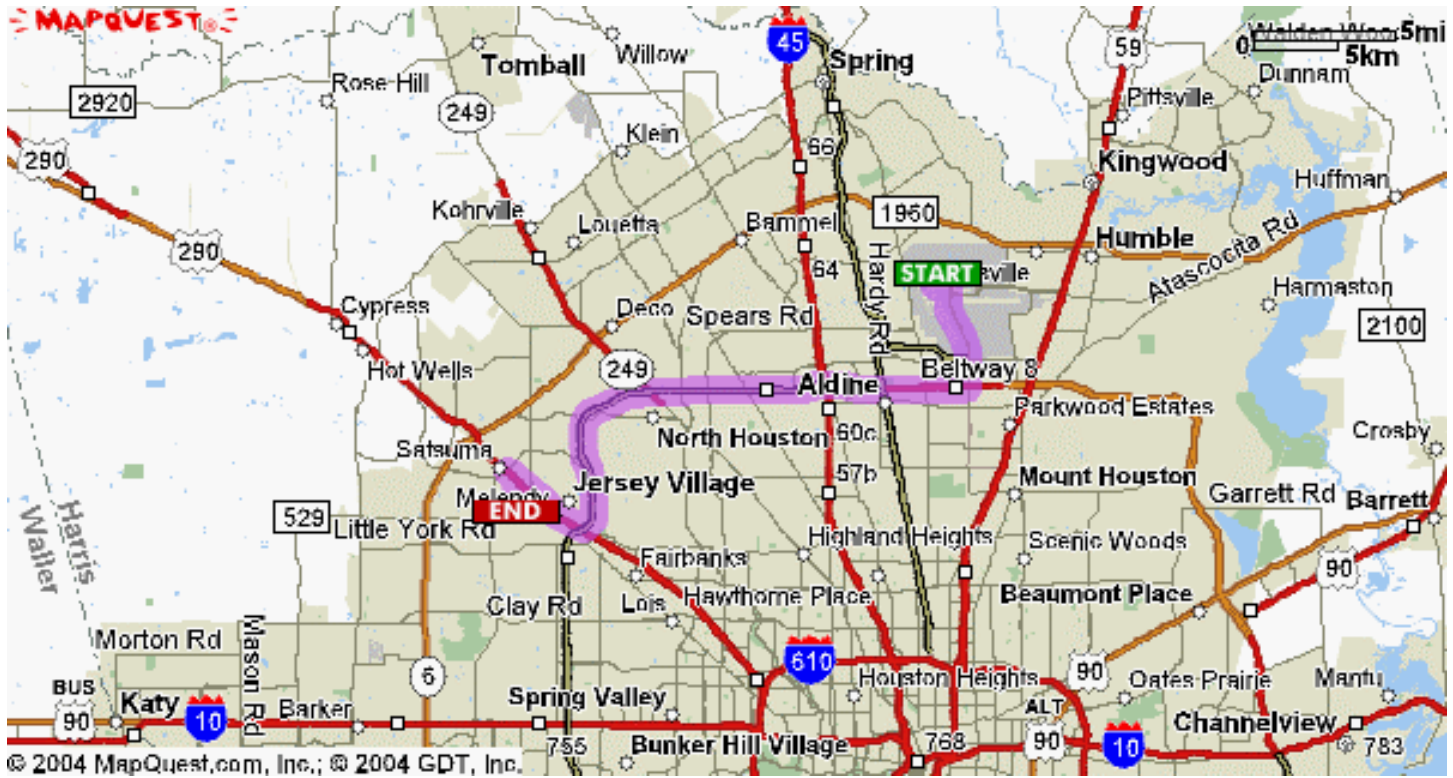 MAPQUEST®
45
59
0 5mi
5km
Willow
Tomball
Spring
Dunnam
2920
Rose Hill
249
Klein
66
Pittsville
290
Kingwood
Huffman
Kohrville
Louetta
Bammel
1960
Humble
Atascocita Rd
290
64
Hardy Rd
START
Harmaston
Cypress
Deco
Spears Rd
2100
Hot Wells
249
Aldine
Beltway 8
Parkwood Estates
North Houston
60c
Crosby
Satsuma
57b
Mount Houston
Jersey Village
Garrett Rd
Barrett
END
529
Little York Rd
Harris
Waller
Highland Heights
Scenic Woods
Fairbanks
90
Clay Rd
Lois
Hawthorne Place
Beaumont Place
Morton Rd
Mason Rd
610
6
90
Houston Heights
Oates Prairie
Mantu
BUS
90
Katy
10
Barker
Spring Valley
ALT
90
10
Channelview
755
Bunker Hill Village
768
783
© 2004 MapQuest.com, Inc.; © 2004 GDT, Inc.